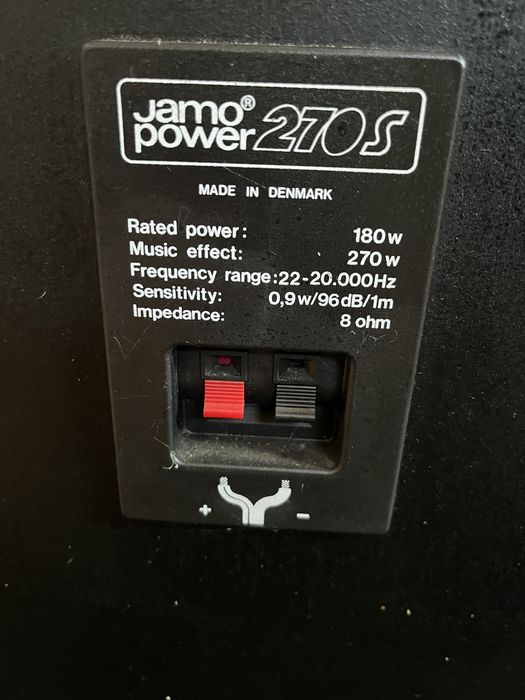 Jamo®
power 270S
MADE IN DENMARK
Rated power: 180w
Music effect: 270w
Frequency range:22-20.000Hz
Sensitivity: 0,9w/96dB/1m
Impedance: 8 ohm
+ -